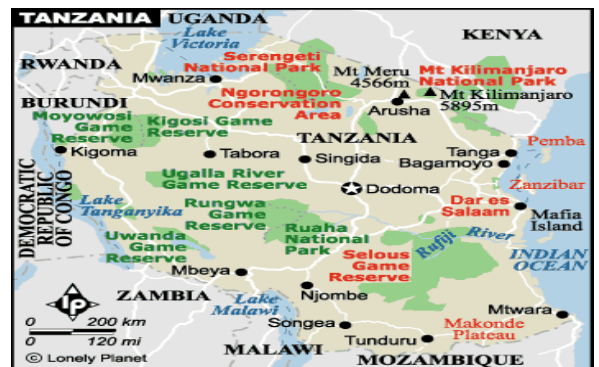 TANZANIA
UGANDA
KENYA
Lake
Victoria
RWANDA
Serengeti
National Park
Mwanza
Mt Meru
4566m
Mt Kilimanjaro
National Park
Mt Kilimanjaro
5895m
Ngorongoro
Conservation
Area
Arusha
BURUNDI
Moyowosi
Game
Reserve
Kigosi Game
Reserve
TANZANIA
Kigoma
Tabora
Singida
Tanga
Bagamoyo
Pemba
Ugalla River
Game Reserve
Dodoma
Zanzibar
DEMOCRATIC
REPUBLIC
OF CONGO
Lake
Tanganyika
Rungwa
Game
Reserve
Dar es
Salaam
Mafia
Island
Uwanda
Game
Reserve
Ruaha
National
Park
Selous
Game
Reserve
Rufiji River
INDIAN
OCEAN
Mbeya
ZAMBIA
Lake
Malawi
Njombe
Mtwara
lp
0 200 km
0 120 mi
Songea
Makonde
Plateau
Tunduru
© Lonely Planet
MALAWI
MOZAMBIQUE